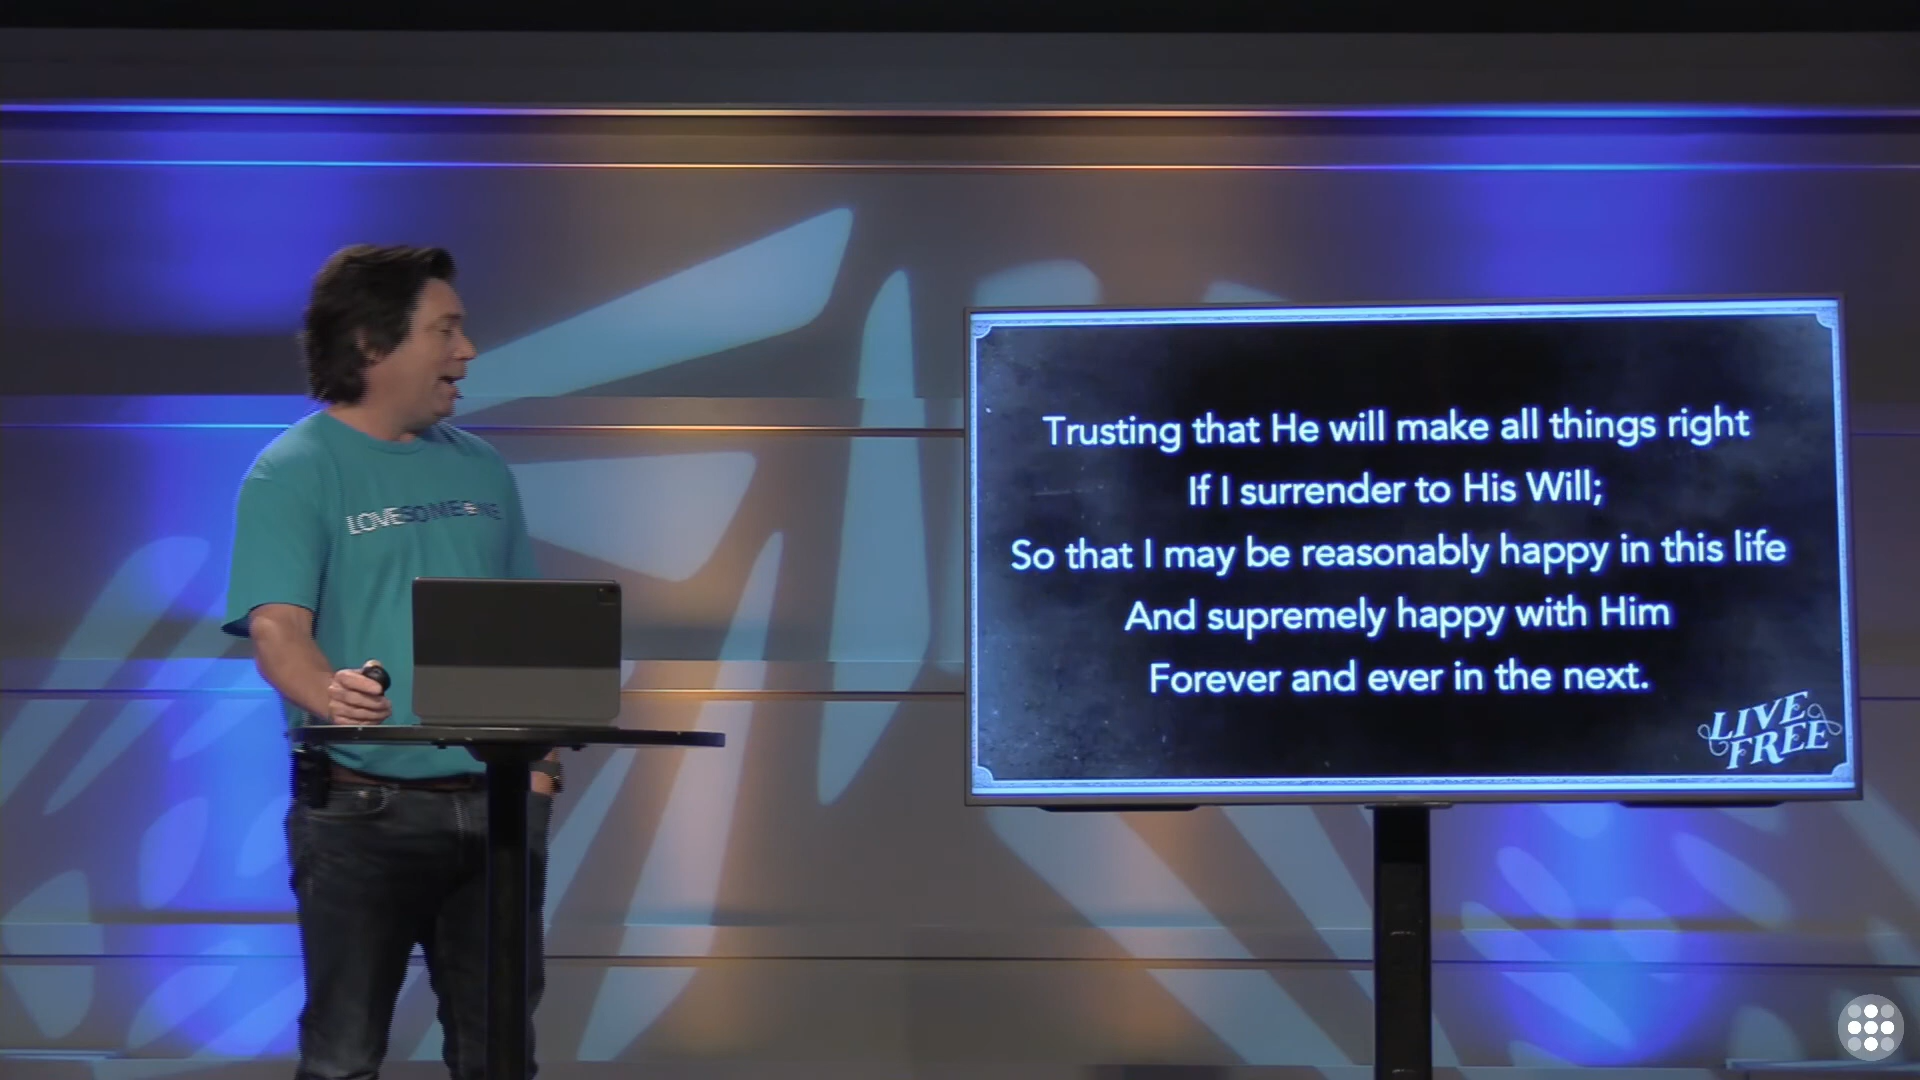 LOVESOMEONE
Trusting that He will make all things right
If I surrender to His Will;
So that I may be reasonably happy in this life
And supremely happy with Him
Forever and ever in the next.
LIVE
FREE